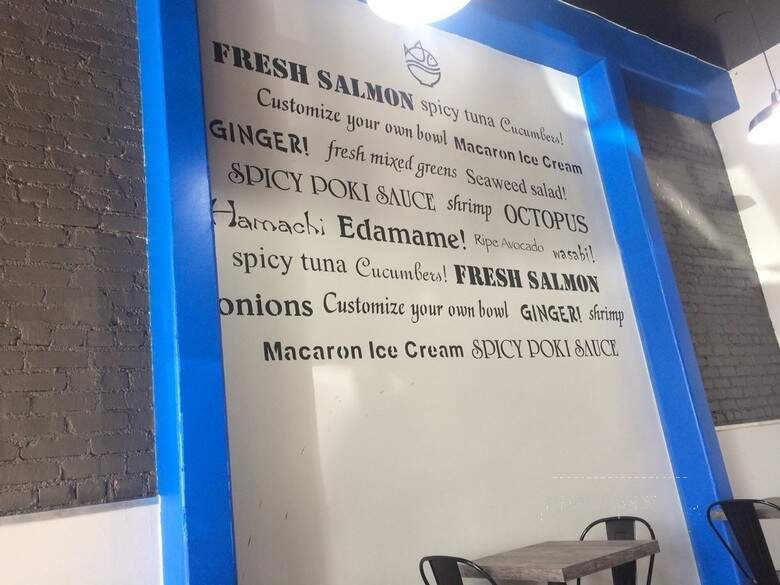 FRESH SALMON spicy tuna Cucumbers!
Customize your own bowl Macaron Ice Cream
GINGER! fresh mixed greens Seaweed salad!
SPICY POKI SAUCE shrimp OCTOPUS
Hamachi Edamame! Ripe Avocado wasabi!
spicy tuna Cucumbers! FRESH SALMON
onions Customize your own bowl GINGER! shrimp
Macaron Ice Cream SPICY POKI SAUCE